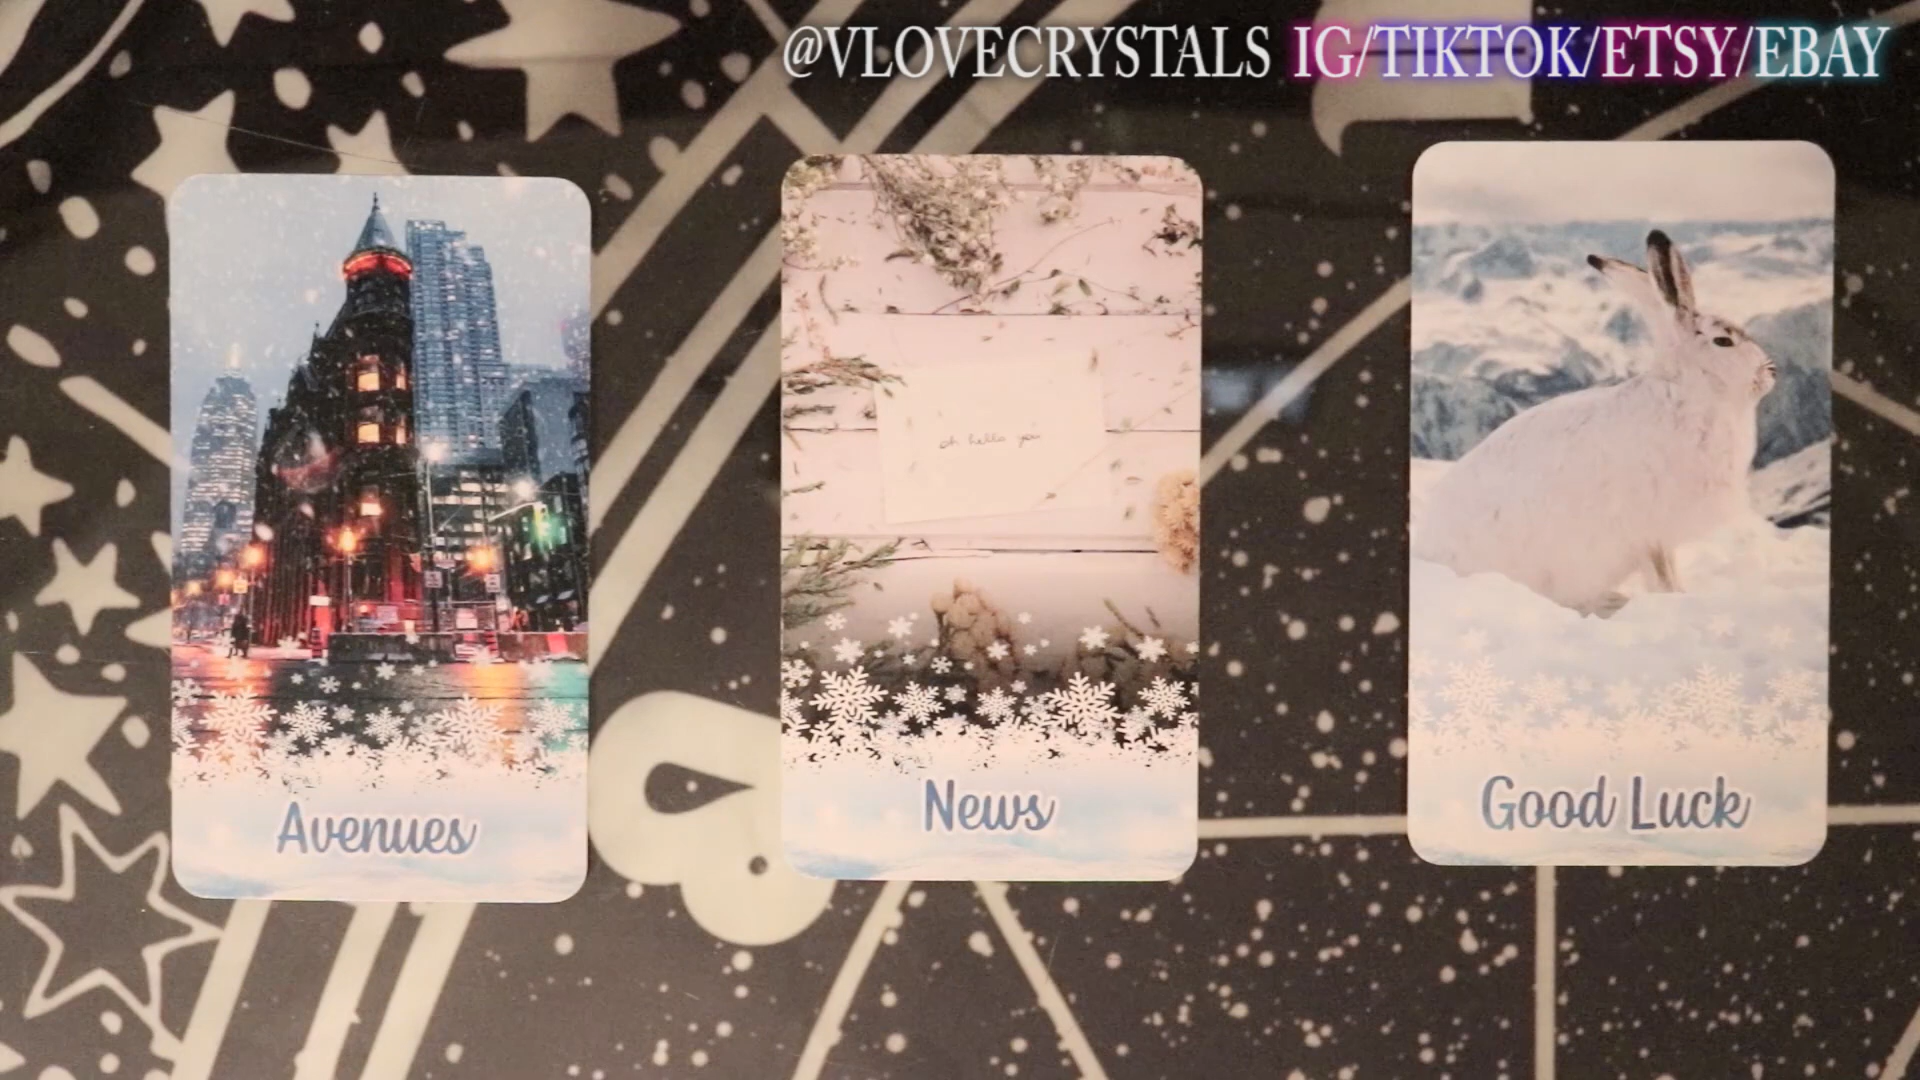 @VLOVECRYSTALS IG/TIKTOK/ETSY/EBAY
oh hello you
Avenues
News
Good Luck